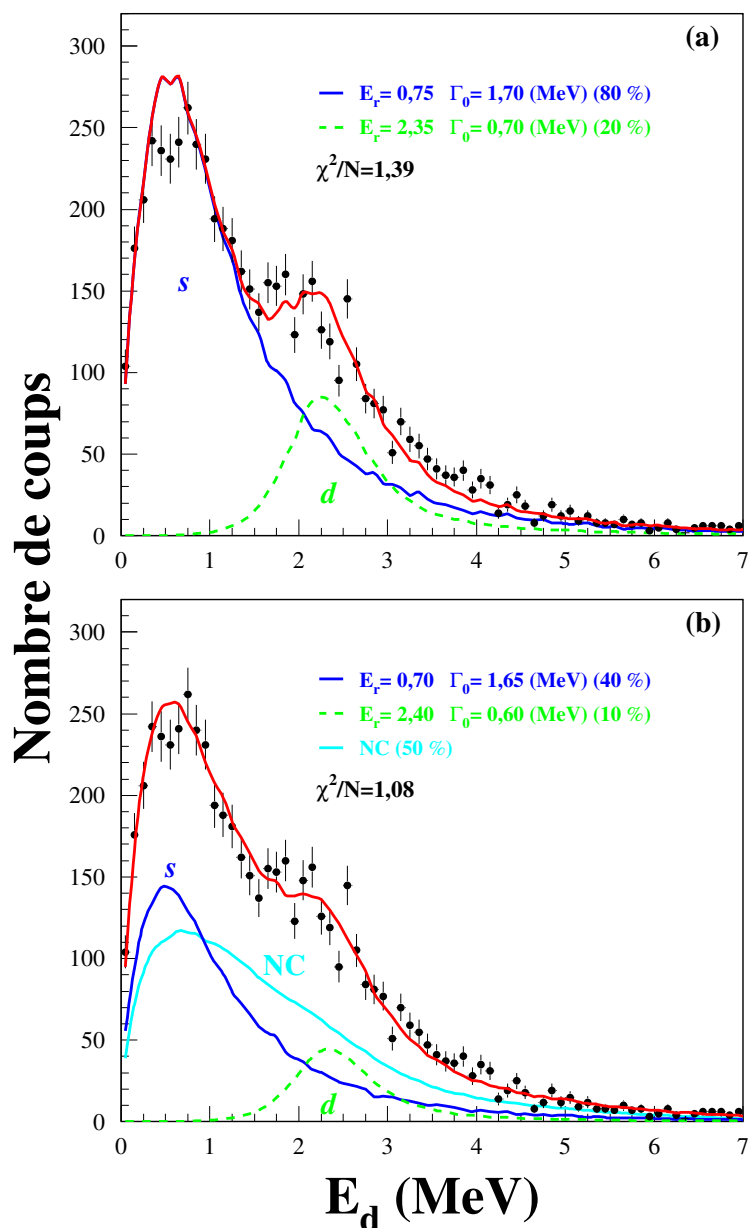 Nombre de coups
(a)
E_r= 0,75 Γ_0= 1,70 (MeV) (80 %)
E_r= 2,35 Γ_0= 0,70 (MeV) (20 %)
χ^2/N=1,39
s
d
300
250
200
150
100
50
0
0 1 2 3 4 5 6 7
(b)
E_r= 0,70 Γ_0= 1,65 (MeV) (40 %)
E_r= 2,40 Γ_0= 0,60 (MeV) (10 %)
NC (50 %)
χ^2/N=1,08
s
NC
d
300
250
200
150
100
50
0
0 1 2 3 4 5 6 7
E_d (MeV)